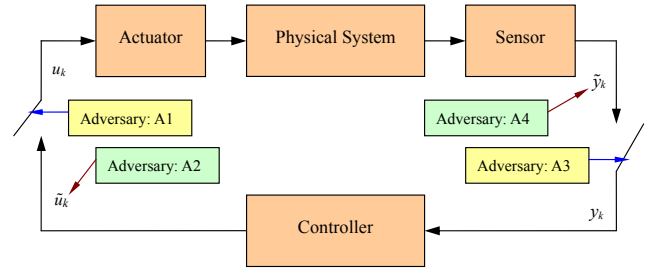 Actuator
Physical System
Sensor
u_k
ỹ_k
Adversary: A1
Adversary: A4
Adversary: A2
Adversary: A3
ũ_k
y_k
Controller